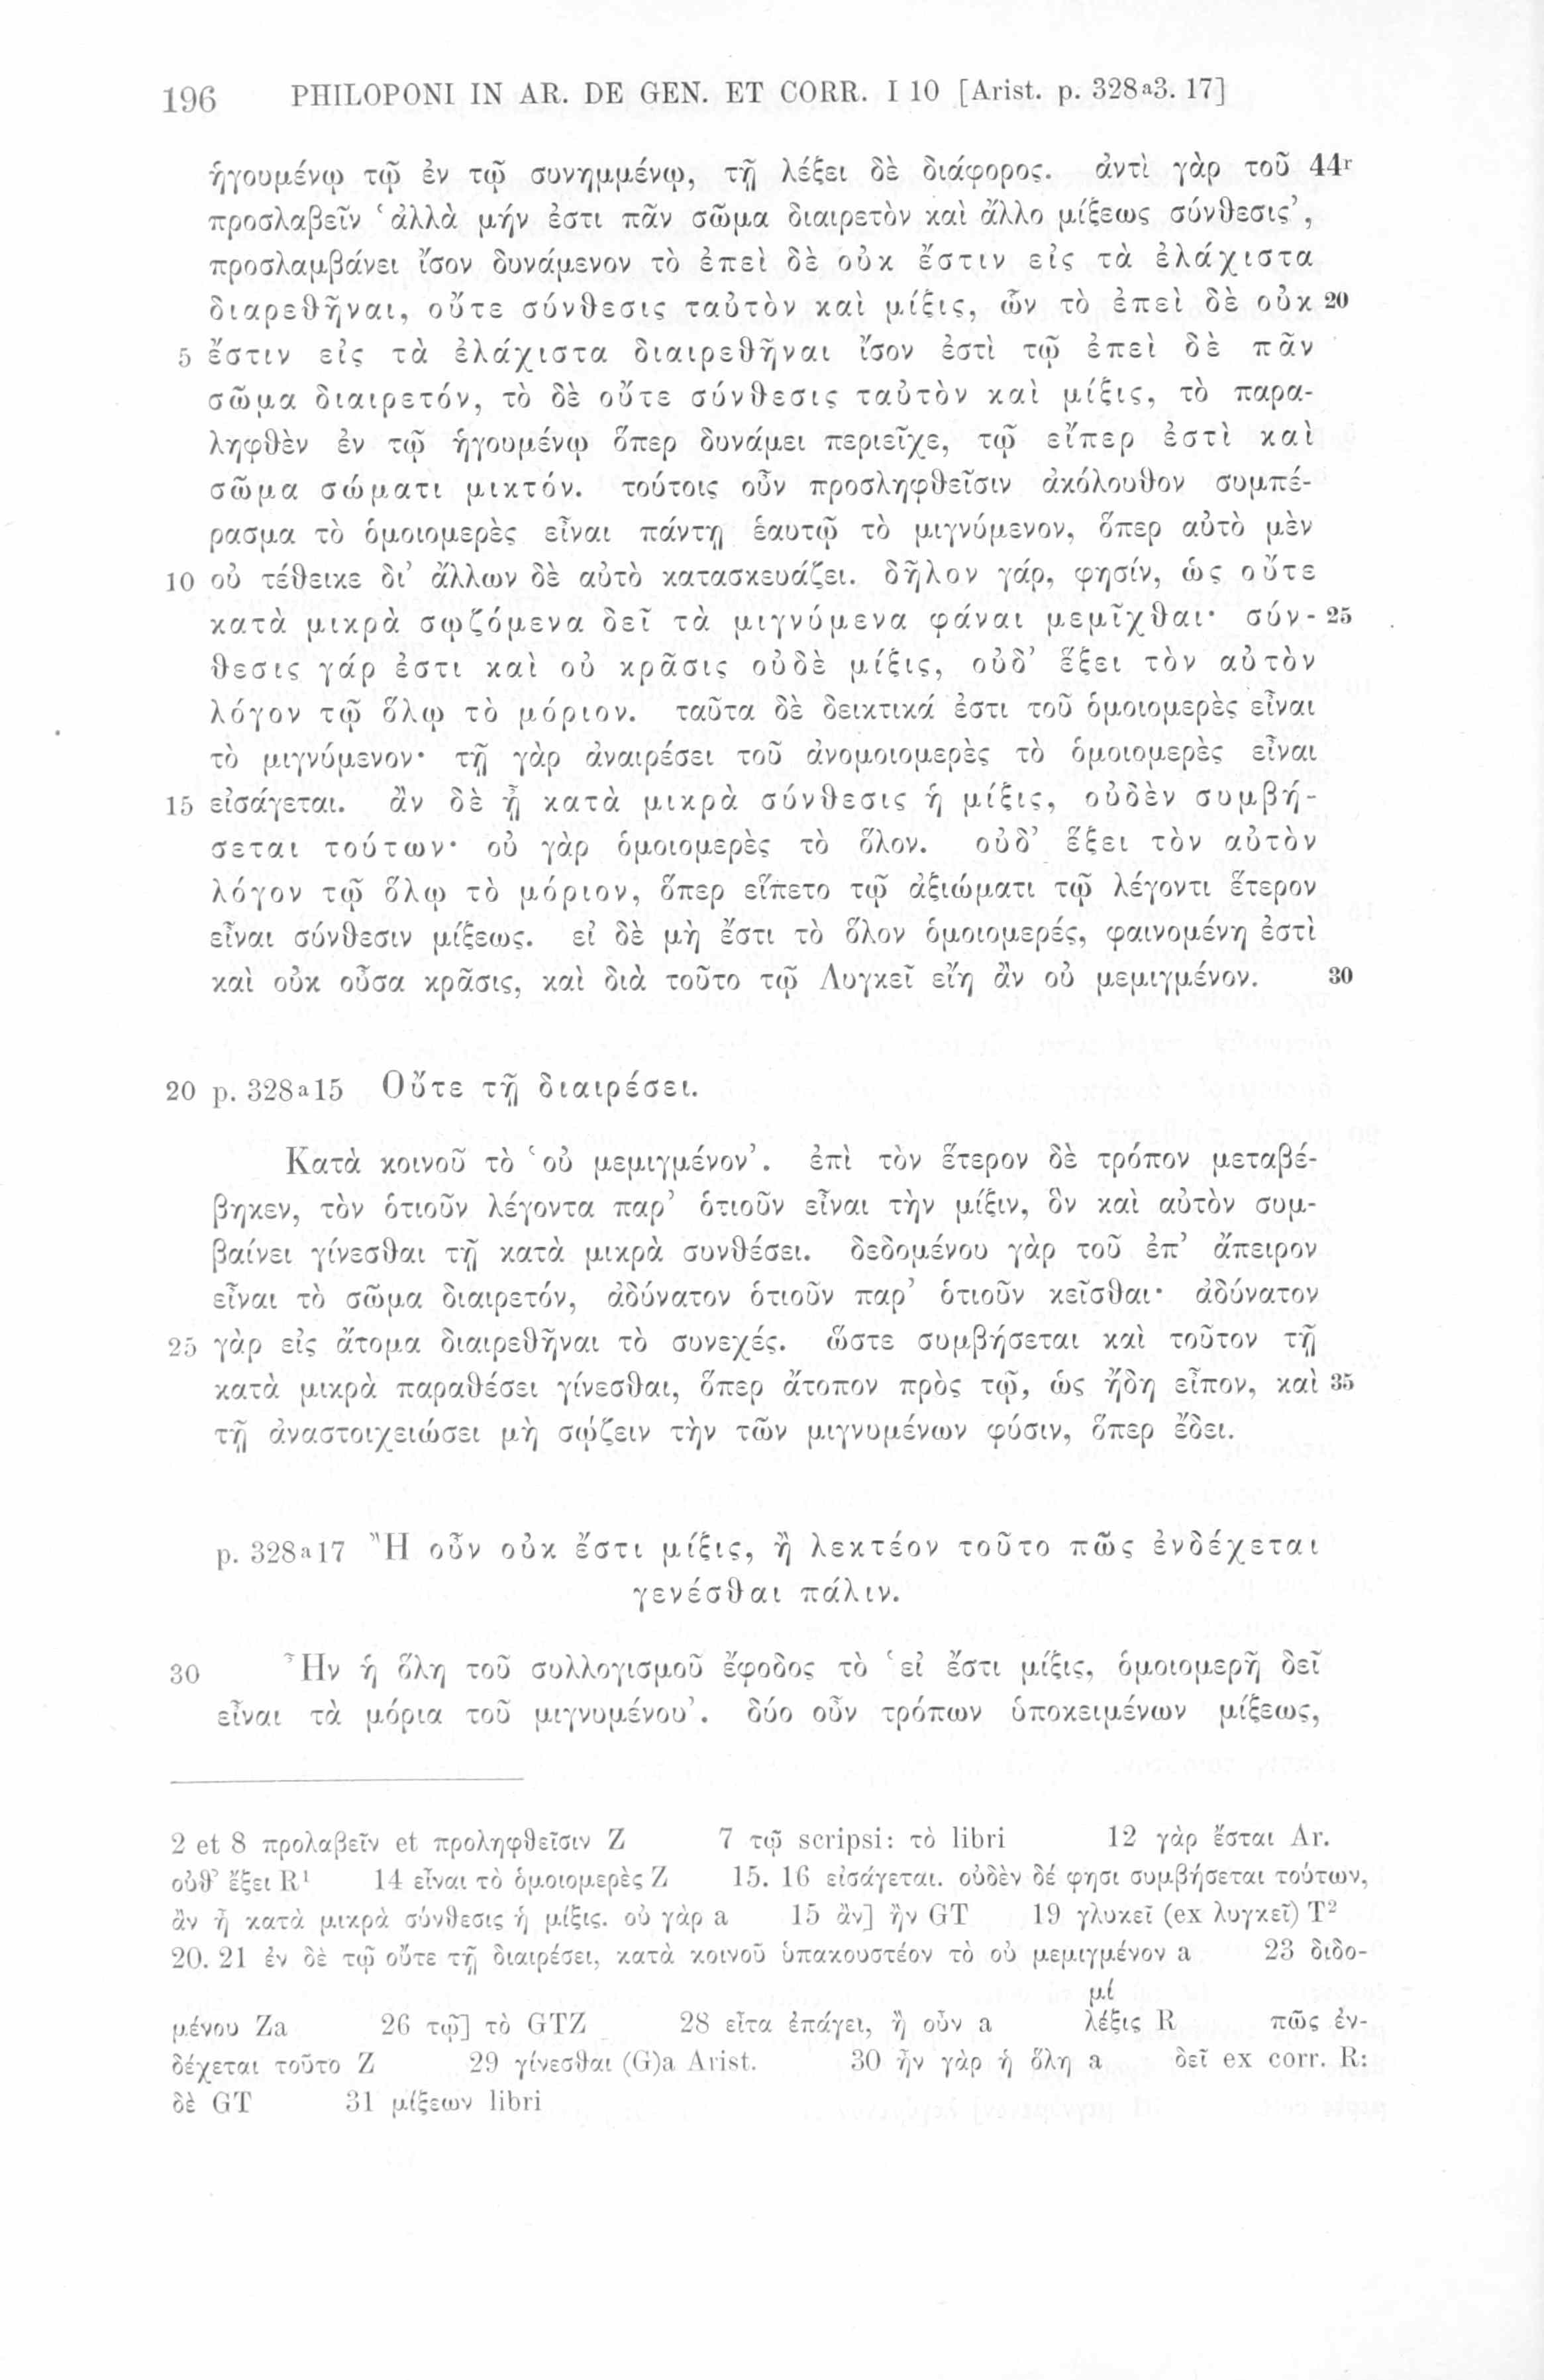 196 PHILOPONI IN AR. DE GEN. ET CORR. I 10 [Arist. p. 328a3. 17]
ἡγουμένῳ τῷ ἐν τῷ συνημμένῳ, τῇ λέξει δὲ διάφορος. ἀντὶ γὰρ τοῦ 44r
προσλαβεῖν ‘ἀλλὰ μήν ἐστι πᾶν σῶμα διαιρετὸν καὶ ἄλλο μίξεως σύνθεσις’,
προσλαμβάνει ἴσον δυνάμενον τὸ ἐπεὶ δὲ οὐκ ἔστιν εἰς τὰ ἐλάχιστα
διαρεθῆναι, οὔτε σύνθεσις ταὐτὸν καὶ μίξις, ὧν τὸ ἐπεὶ δὲ οὐκ 20
5 ἔστιν εἰς τὰ ἐλάχιστα διαιρεθῆναι ἴσον ἐστὶ τῷ ἐπεὶ δὲ πᾶν
σῶμα διαιρετόν, τὸ δὲ οὔτε σύνθεσις ταὐτὸν καὶ μίξις, τὸ παρα-
ληφθὲν ἐν τῷ ἡγουμένῳ ὅπερ δυνάμει περιεῖχε, τῷ εἴπερ ἐστὶ καὶ
σῶμα σώματι μικτόν. τούτοις οὖν προσληφθεῖσιν ἀκόλουθον συμπέ-
ρασμα τὸ ὁμοιομερὲς εἶναι πάντῃ ἑαυτῷ τὸ μιγνύμενον, ὅπερ αὐτὸ μὲν
10 οὐ τέθεικε δι’ ἄλλων δὲ αὐτὸ κατασκευάζει. δῆλον γάρ, φησίν, ὡς οὔτε
κατὰ μικρὰ σῳζόμενα δεῖ τὰ μιγνύμενα φάναι μεμῖχθαι· σύν- 25
θεσις γάρ ἐστι καὶ οὐ κρᾶσις οὐδὲ μίξις, οὐδ’ ἕξει τὸν αὐτὸν
λόγον τῷ ὅλῳ τὸ μόριον. ταῦτα δὲ δεικτικά ἐστι τοῦ ὁμοιομερὲς εἶναι
τὸ μιγνύμενον· τῇ γὰρ ἀναιρέσει τοῦ ἀνομοιομερὲς τὸ ὁμοιομερὲς εἶναι
15 εἰσάγεται. ἂν δὲ ᾖ κατὰ μικρὰ σύνθεσις ἡ μίξις, οὐδὲν συμβή-
σεται τούτων· οὐ γὰρ ὁμοιομερὲς τὸ ὅλον. οὐδ’ ἕξει τὸν αὐτὸν
λόγον τῷ ὅλῳ τὸ μόριον, ὅπερ εἵπετο τῷ ἀξιώματι τῷ λέγοντι ἕτερον
εἶναι σύνθεσιν μίξεως. εἰ δὲ μὴ ἔστι τὸ ὅλον ὁμοιομερές, φαινομένη ἐστὶ
καὶ οὐκ οὖσα κρᾶσις, καὶ διὰ τοῦτο τῷ Λυγκεῖ εἴη ἂν οὐ μεμιγμένον. 30
20 p. 328a15 Οὔτε τῇ διαιρέσει.
Κατὰ κοινοῦ τὸ ‘οὐ μεμιγμένον’. ἐπὶ τὸν ἕτερον δὲ τρόπον μεταβέ-
βηκεν, τὸν ὁτιοῦν λέγοντα παρ’ ὁτιοῦν εἶναι τὴν μίξιν, ὃν καὶ αὐτὸν συμ-
βαίνει γίνεσθαι τῇ κατὰ μικρὰ συνθέσει. δεδομένου γὰρ τοῦ ἐπ’ ἄπειρον
εἶναι τὸ σῶμα διαιρετόν, ἀδύνατον ὁτιοῦν παρ’ ὁτιοῦν κεῖσθαι· ἀδύνατον
25 γὰρ εἰς ἄτομα διαιρεθῆναι τὸ συνεχές. ὥστε συμβήσεται καὶ τοῦτον τῇ
κατὰ μικρὰ παραθέσει γίνεσθαι, ὅπερ ἄτοπον πρὸς τῷ, ὡς ἤδη εἶπον, καὶ 35
τῇ ἀναστοιχειώσει μὴ σῴζειν τὴν τῶν μιγνυμένων φύσιν, ὅπερ ἔδει.
p. 328a17 Ἢ οὖν οὐκ ἔστι μίξις, ἢ λεκτέον τοῦτο πῶς ἐνδέχεται
γενέσθαι πάλιν.
30 Ἦν ἡ ὅλη τοῦ συλλογισμοῦ ἔφοδος τὸ ‘εἰ ἔστι μίξις, ὁμοιομερῆ δεῖ
εἶναι τὰ μόρια τοῦ μιγνυμένου’. δύο οὖν τρόπων ὑποκειμένων μίξεως,
2 et 8 προλαβεῖν et προληφθεῖσιν Z 7 τῷ scripsi: τὸ libri 12 γὰρ ἔσται Ar.
οὐθ’ ἕξει R¹ 14 εἶναι τὸ ὁμοιομερὲς Z 15. 16 εἰσάγεται. οὐδὲν δέ φησι συμβήσεται τούτων,
ἂν ᾖ κατὰ μικρὰ σύνθεσις ἡ μίξις. οὐ γὰρ a 15 ἂν] ἢν GT 19 γλυκεῖ (ex λυγκεῖ) T²
20. 21 ἐν δὲ τῷ οὔτε τῇ διαιρέσει, κατὰ κοινοῦ ὑπακουστέον τὸ οὐ μεμιγμένον a 23 διδο-
μί
μένου Za 26 τῷ] τὸ GTZ 28 εἶτα ἐπάγει, ἢ οὖν a λέξις R πῶς ἐν-
δέχεται τοῦτο Z 29 γίνεσθαι (G)a Arist. 30 ἦν γὰρ ἡ ὅλη a δεῖ ex corr. R:
δὲ GT 31 μίξεων libri